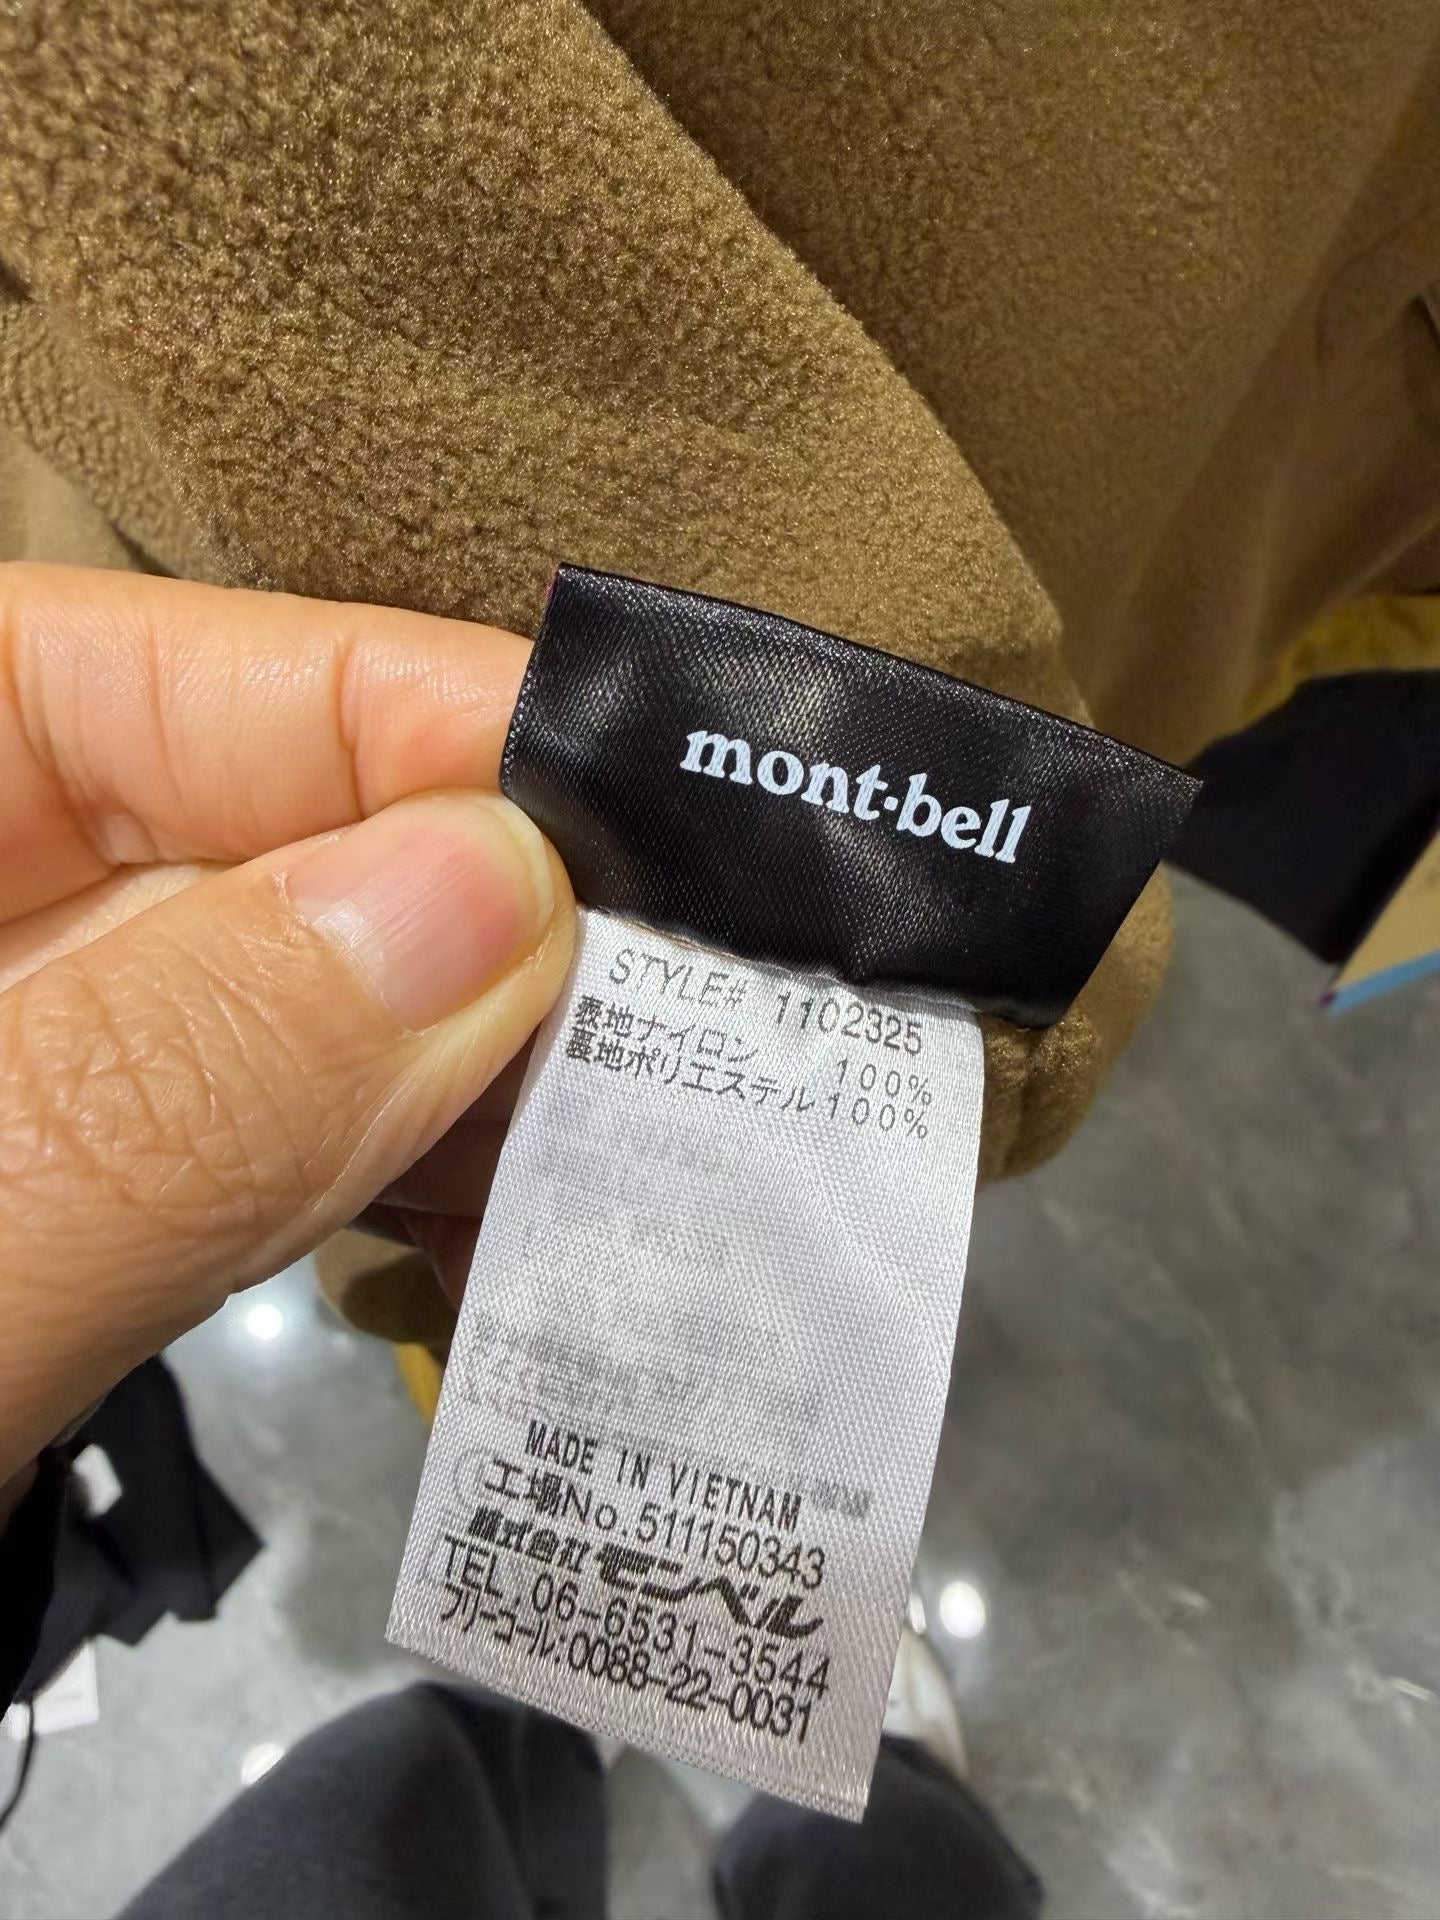 mont·bell
STYLE# 1102325
表地ナイロン 100%
裏地ポリエステル100%
MADE IN VIETNAM
工場No.511150343
株式会社モンベル
TEL 06-6531-3544
フリーコール:0088-22-0031